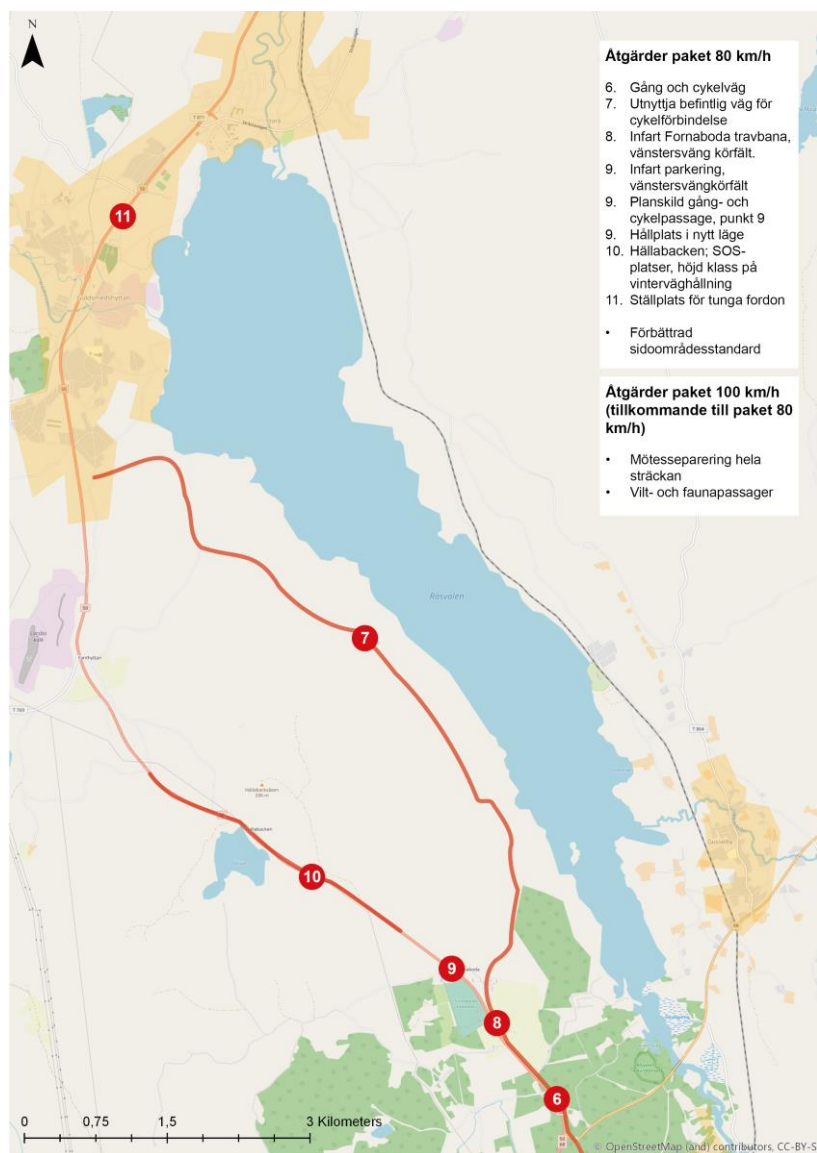 N
Åtgärder paket 80 km/h
6. Gång och cykelväg
7. Utnyttja befintlig väg för
cykelförbindelse
8. Infart Fornaboda travbana,
vänstersväng körfält.
9. Infart parkering,
vänstersvängkörfält
9. Planskild gång- och
cykelpassage, punkt 9
9. Hållplats i nytt läge
10. Hällabacken; SOS-
platser, höjd klass på
vinterväghållning
11. Ställplats för tunga fordon
• Förbättrad
sidoområdesstandard
Åtgärder paket 100 km/h
(tillkommande till paket 80
km/h)
• Mötesseparering hela
sträckan
• Vilt- och faunapassager
11
Guldsmedshyttan
Råsvalen
7
T 364
10
9
8
6
0 0,75 1,5 3 Kilometers
© OpenStreetMap (and) contributors, CC-BY-S